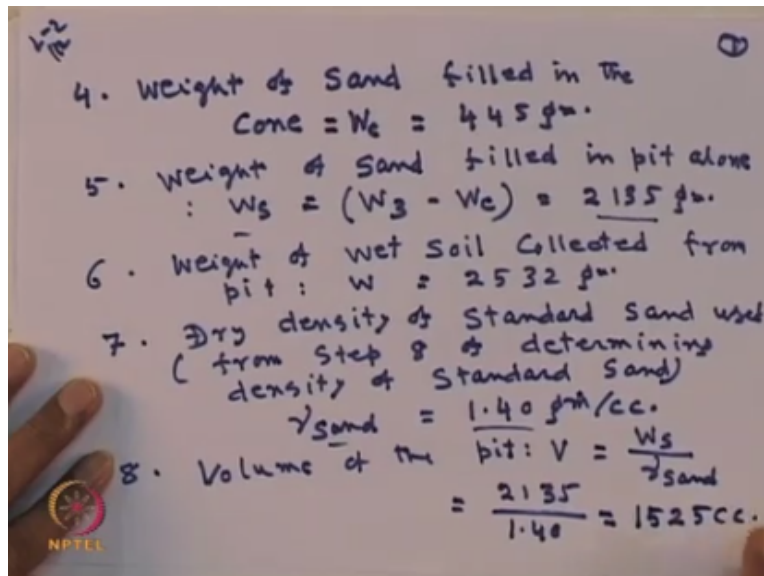 4. Weight of Sand filled in the
Cone = Wc = 445 gm.
5. Weight of Sand filled in pit alone
: Ws = (W3 - Wc) = 2135 gm.
6. Weight of wet soil Collected from
pit : W = 2532 gm.
7. Dry density of Standard Sand used
( from Step 8 of determining
density of Standard Sand)
γsand = 1.40 gm/cc.
8. Volume of the pit: V = Ws/γsand
= 2135/1.40 = 1525 cc.
NPTEL